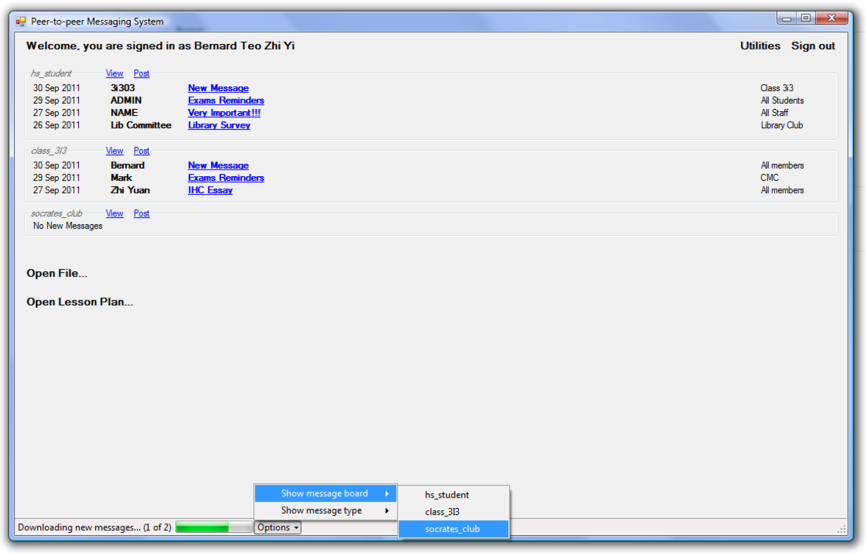 Peer-to-peer Messaging System
Welcome, you are signed in as Bernard Teo Zhi Yi Utilities Sign out
hs_student View Post
30 Sep 2011 3i303 New Message Class 3i3
29 Sep 2011 ADMIN Exams Reminders All Students
27 Sep 2011 NAME Very Important!!! All Staff
26 Sep 2011 Lib Committee Library Survey Library Club
class_3I3 View Post
30 Sep 2011 Bernard New Message All members
29 Sep 2011 Mark Exams Reminders CMC
27 Sep 2011 Zhi Yuan IHC Essay All members
socrates_club View Post
No New Messages
Open File...
Open Lesson Plan...
Show message board hs_student
Show message type class_3I3
socrates_club
Downloading new messages... (1 of 2) Options